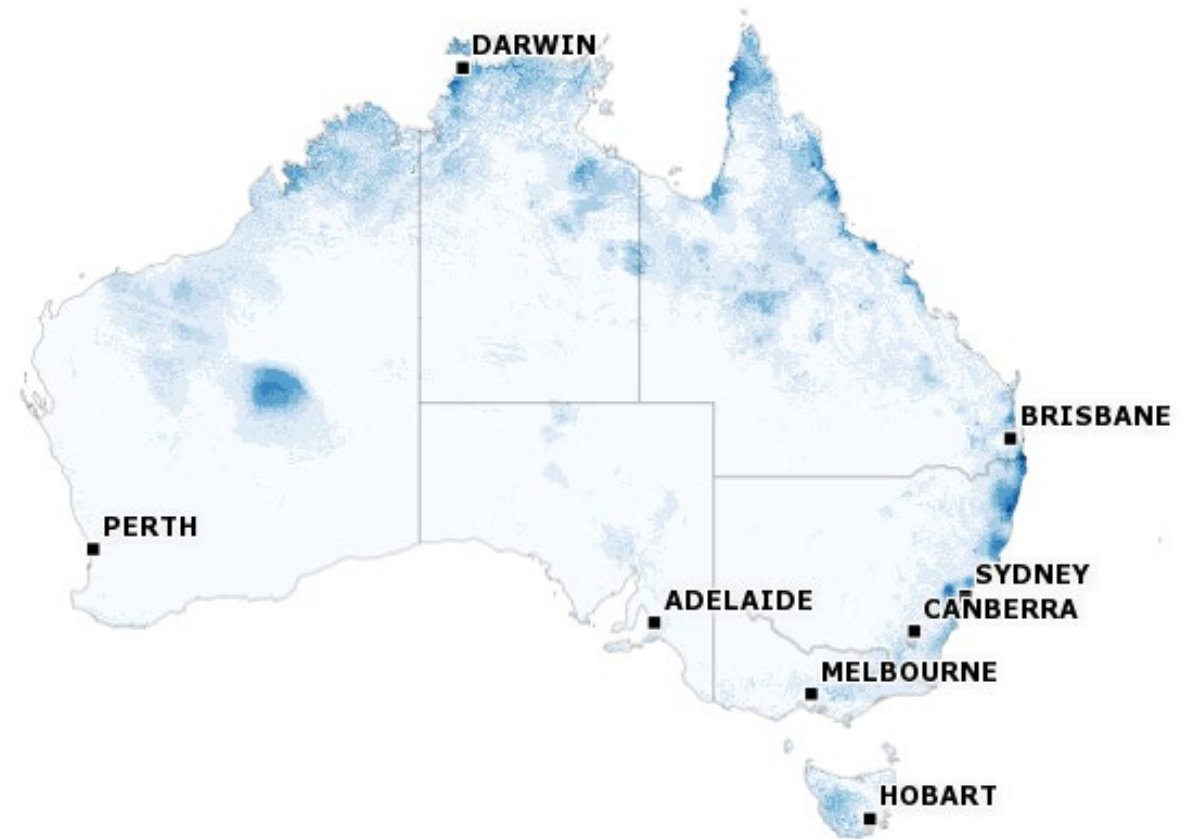 DARWIN
BRISBANE
PERTH
SYDNEY
ADELAIDE
CANBERRA
MELBOURNE
HOBART